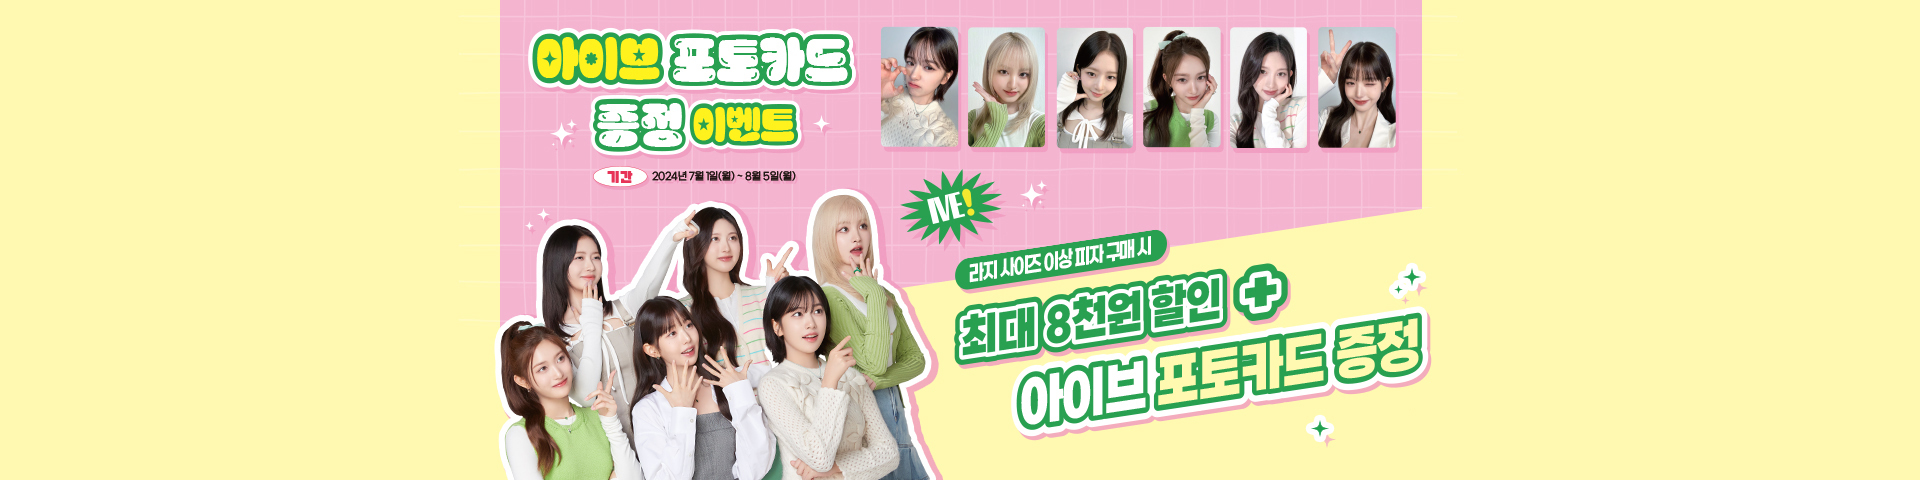 아이브 포토카드
증정 이벤트
기간 2024년 7월 1일(월) ~ 8월 5일(월)
IVE!
라지 사이즈 이상 피자 구매 시
최대 8천원 할인 +
아이브 포토카드 증정